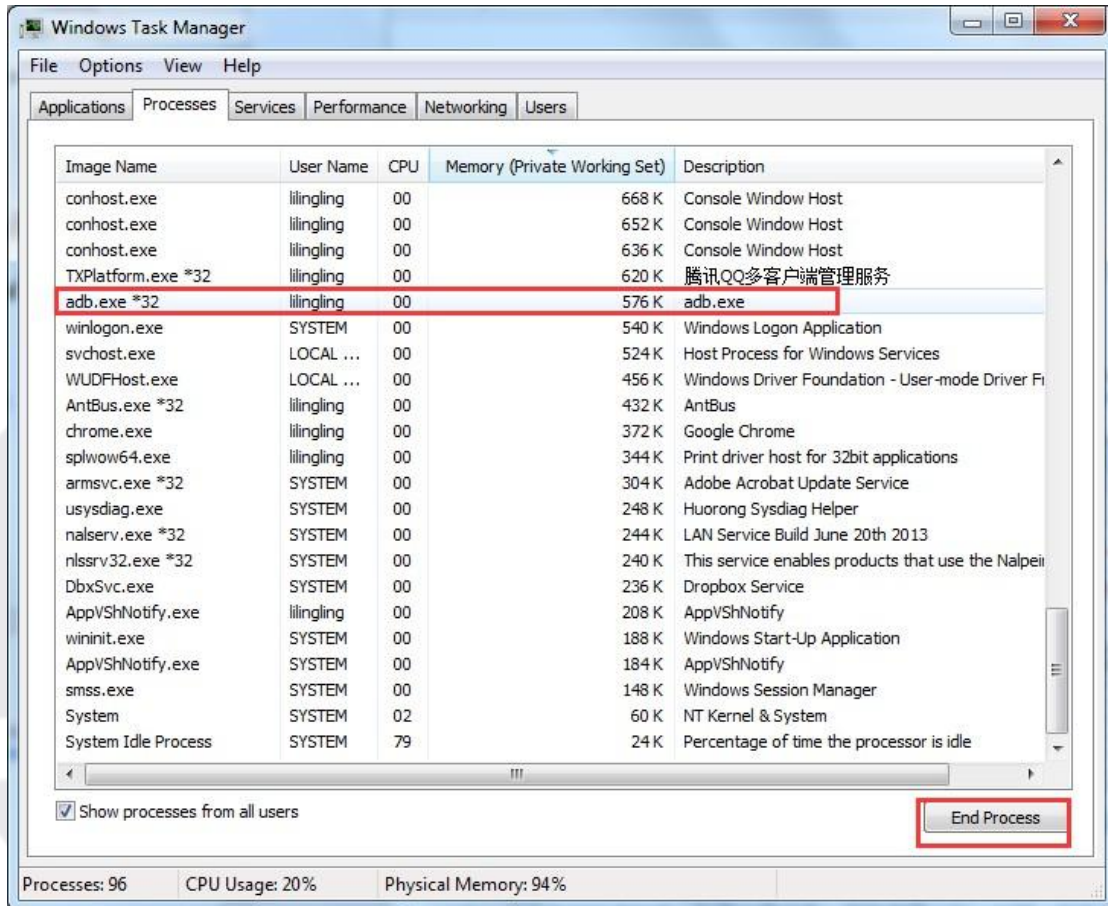 Windows Task Manager
File Options View Help
Applications Processes Services Performance Networking Users
Image Name User Name CPU Memory (Private Working Set) Description
conhost.exe lilingling 00 668 K Console Window Host
conhost.exe lilingling 00 652 K Console Window Host
conhost.exe lilingling 00 636 K Console Window Host
TXPlatform.exe *32 lilingling 00 620 K 腾讯QQ多客户端管理服务
adb.exe *32 lilingling 00 576 K adb.exe
winlogon.exe SYSTEM 00 540 K Windows Logon Application
svchost.exe LOCAL ... 00 524 K Host Process for Windows Services
WUDFHost.exe LOCAL ... 00 456 K Windows Driver Foundation - User-mode Driver
AntBus.exe *32 lilingling 00 432 K AntBus
chrome.exe lilingling 00 372 K Google Chrome
splwow64.exe lilingling 00 344 K Print driver host for 32bit applications
armsvc.exe *32 SYSTEM 00 304 K Adobe Acrobat Update Service
usysdiag.exe SYSTEM 00 248 K Huorong Sysdiag Helper
nalserv.exe *32 SYSTEM 00 244 K LAN Service Build June 20th 2013
nlssrv32.exe *32 SYSTEM 00 240 K This service enables products that use the
DbxSvc.exe SYSTEM 00 236 K Dropbox Service
AppVShNotify.exe lilingling 00 208 K AppVShNotify
wininit.exe SYSTEM 00 188 K Windows Start-Up Application
AppVShNotify.exe SYSTEM 00 184 K AppVShNotify
smss.exe SYSTEM 00 148 K Windows Session Manager
System SYSTEM 02 60 K NT Kernel & System
System Idle Process SYSTEM 79 24 K Percentage of time the processor is idle
Show processes from all users
End Process
Processes: 96 CPU Usage: 20% Physical Memory: 94%